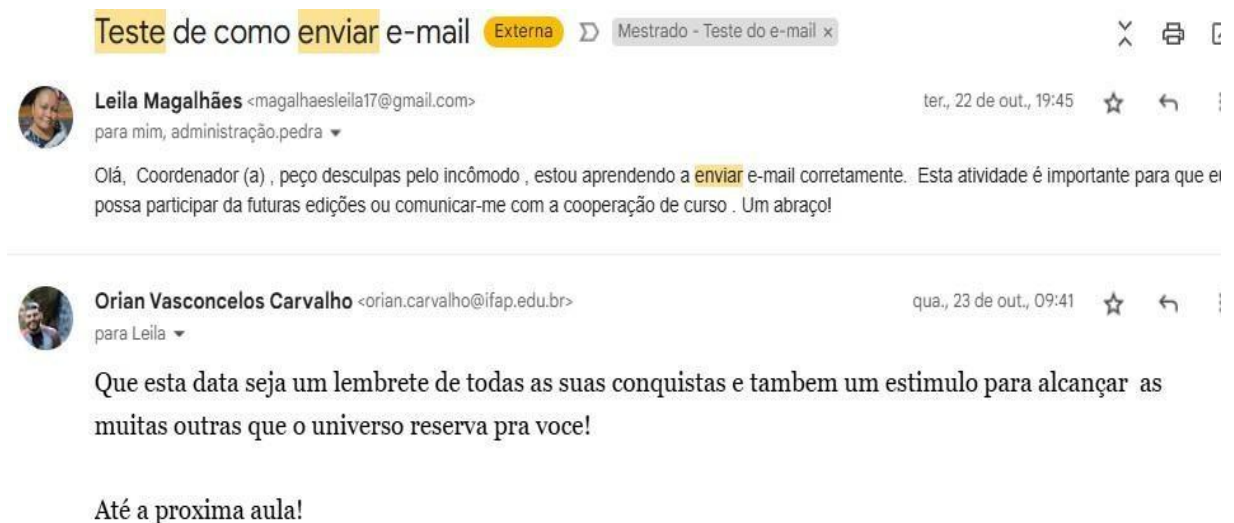 Teste de como enviar e-mail Externa Mestrado - Teste do e-mail ×
Leila Magalhães <magalhaesleila17@gmail.com> ter., 22 de out., 19:45
para mim, administração.pedra
Olá, Coordenador (a) , peço desculpas pelo incômodo , estou aprendendo a enviar e-mail corretamente. Esta atividade é importante para que eu
possa participar da futuras edições ou comunicar-me com a cooperação de curso . Um abraço!
Orian Vasconcelos Carvalho <orian.carvalho@ifap.edu.br> qua., 23 de out., 09:41
para Leila
Que esta data seja um lembrete de todas as suas conquistas e tambem um estimulo para alcançar as
muitas outras que o universo reserva pra voce!
Até a proxima aula!